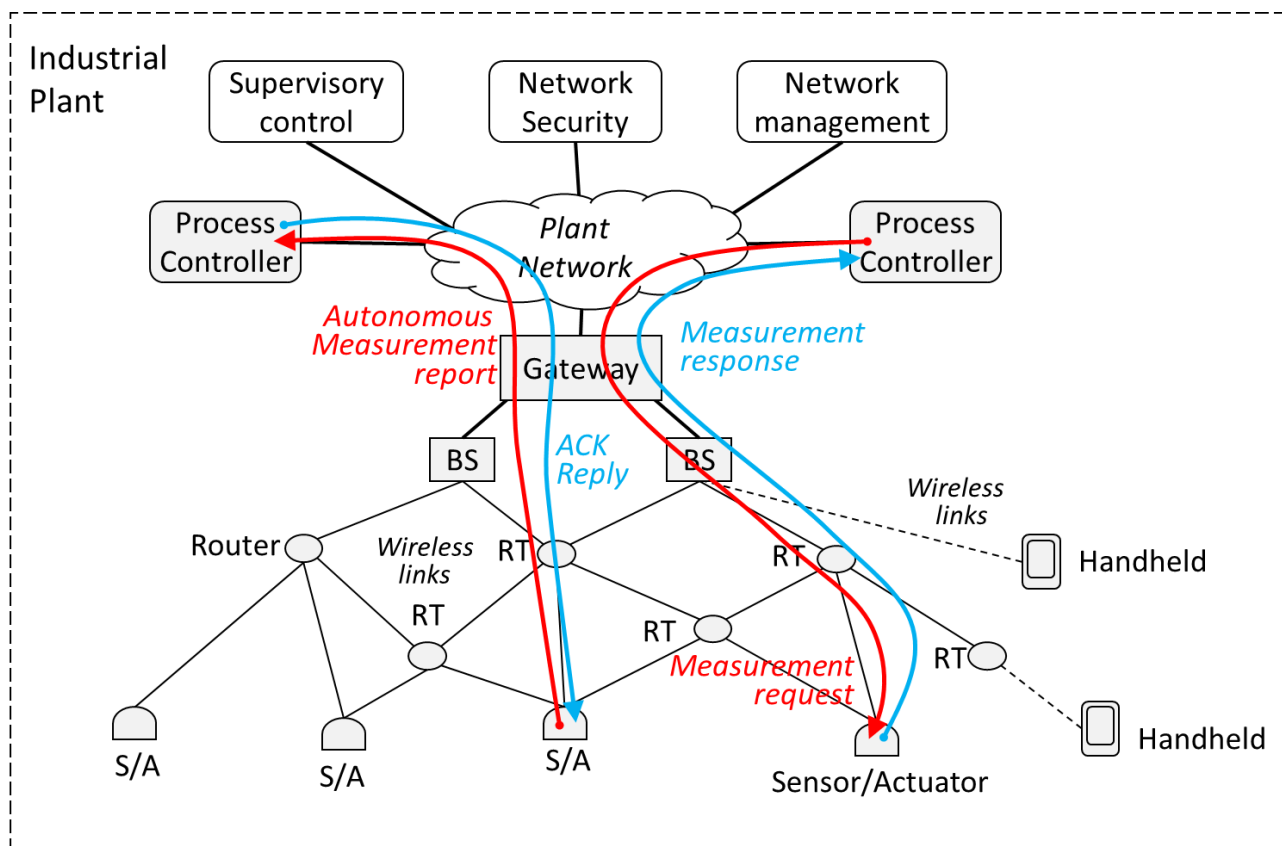 Industrial
Plant
Supervisory
control
Network
Security
Network
management
Process
Controller
Plant
Network
Process
Controller
Autonomous
Measurement
report
Measurement
response
Gateway
BS
ACK
Reply
BS
Wireless
links
Router
Wireless
links
RT
RT
Handheld
RT
RT
RT
Measurement
request
S/A
S/A
S/A
Sensor/Actuator
Handheld